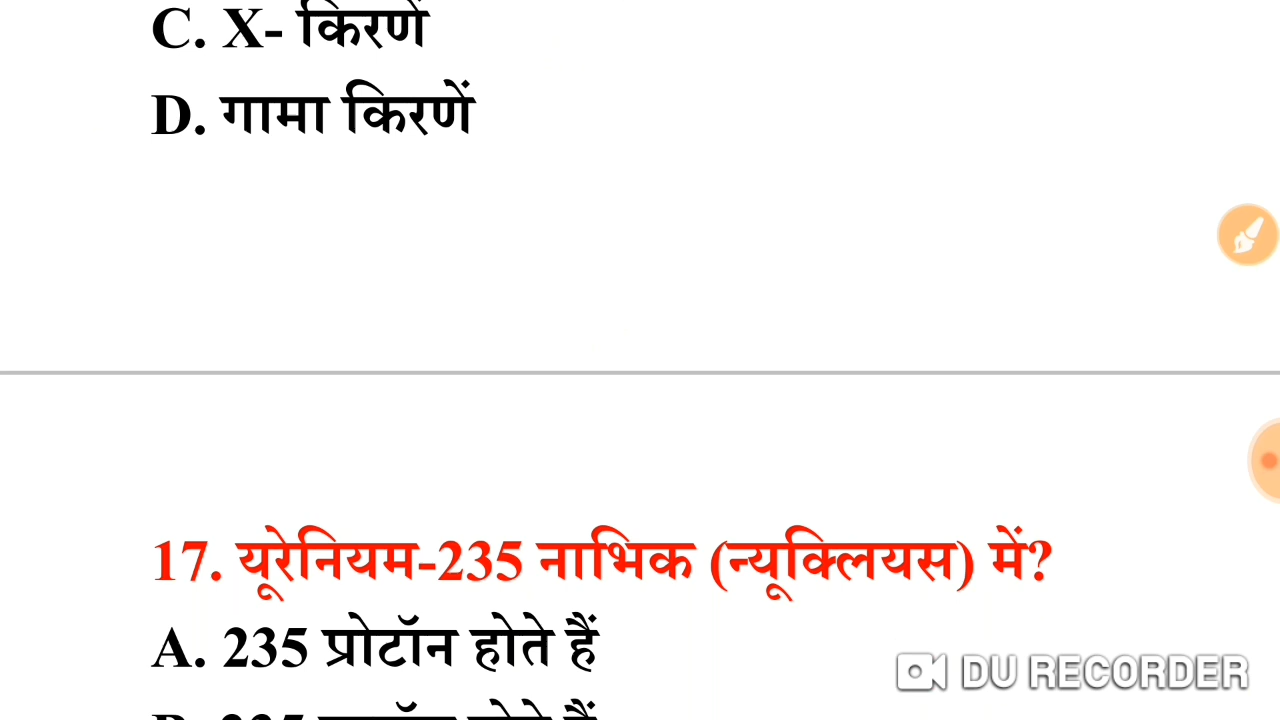 C. X- किरणें
D. गामा किरणें
17. यूरेनियम-235 नाभिक (न्यूक्लियस) में?
A. 235 प्रोटॉन होते हैं
DU RECORDER